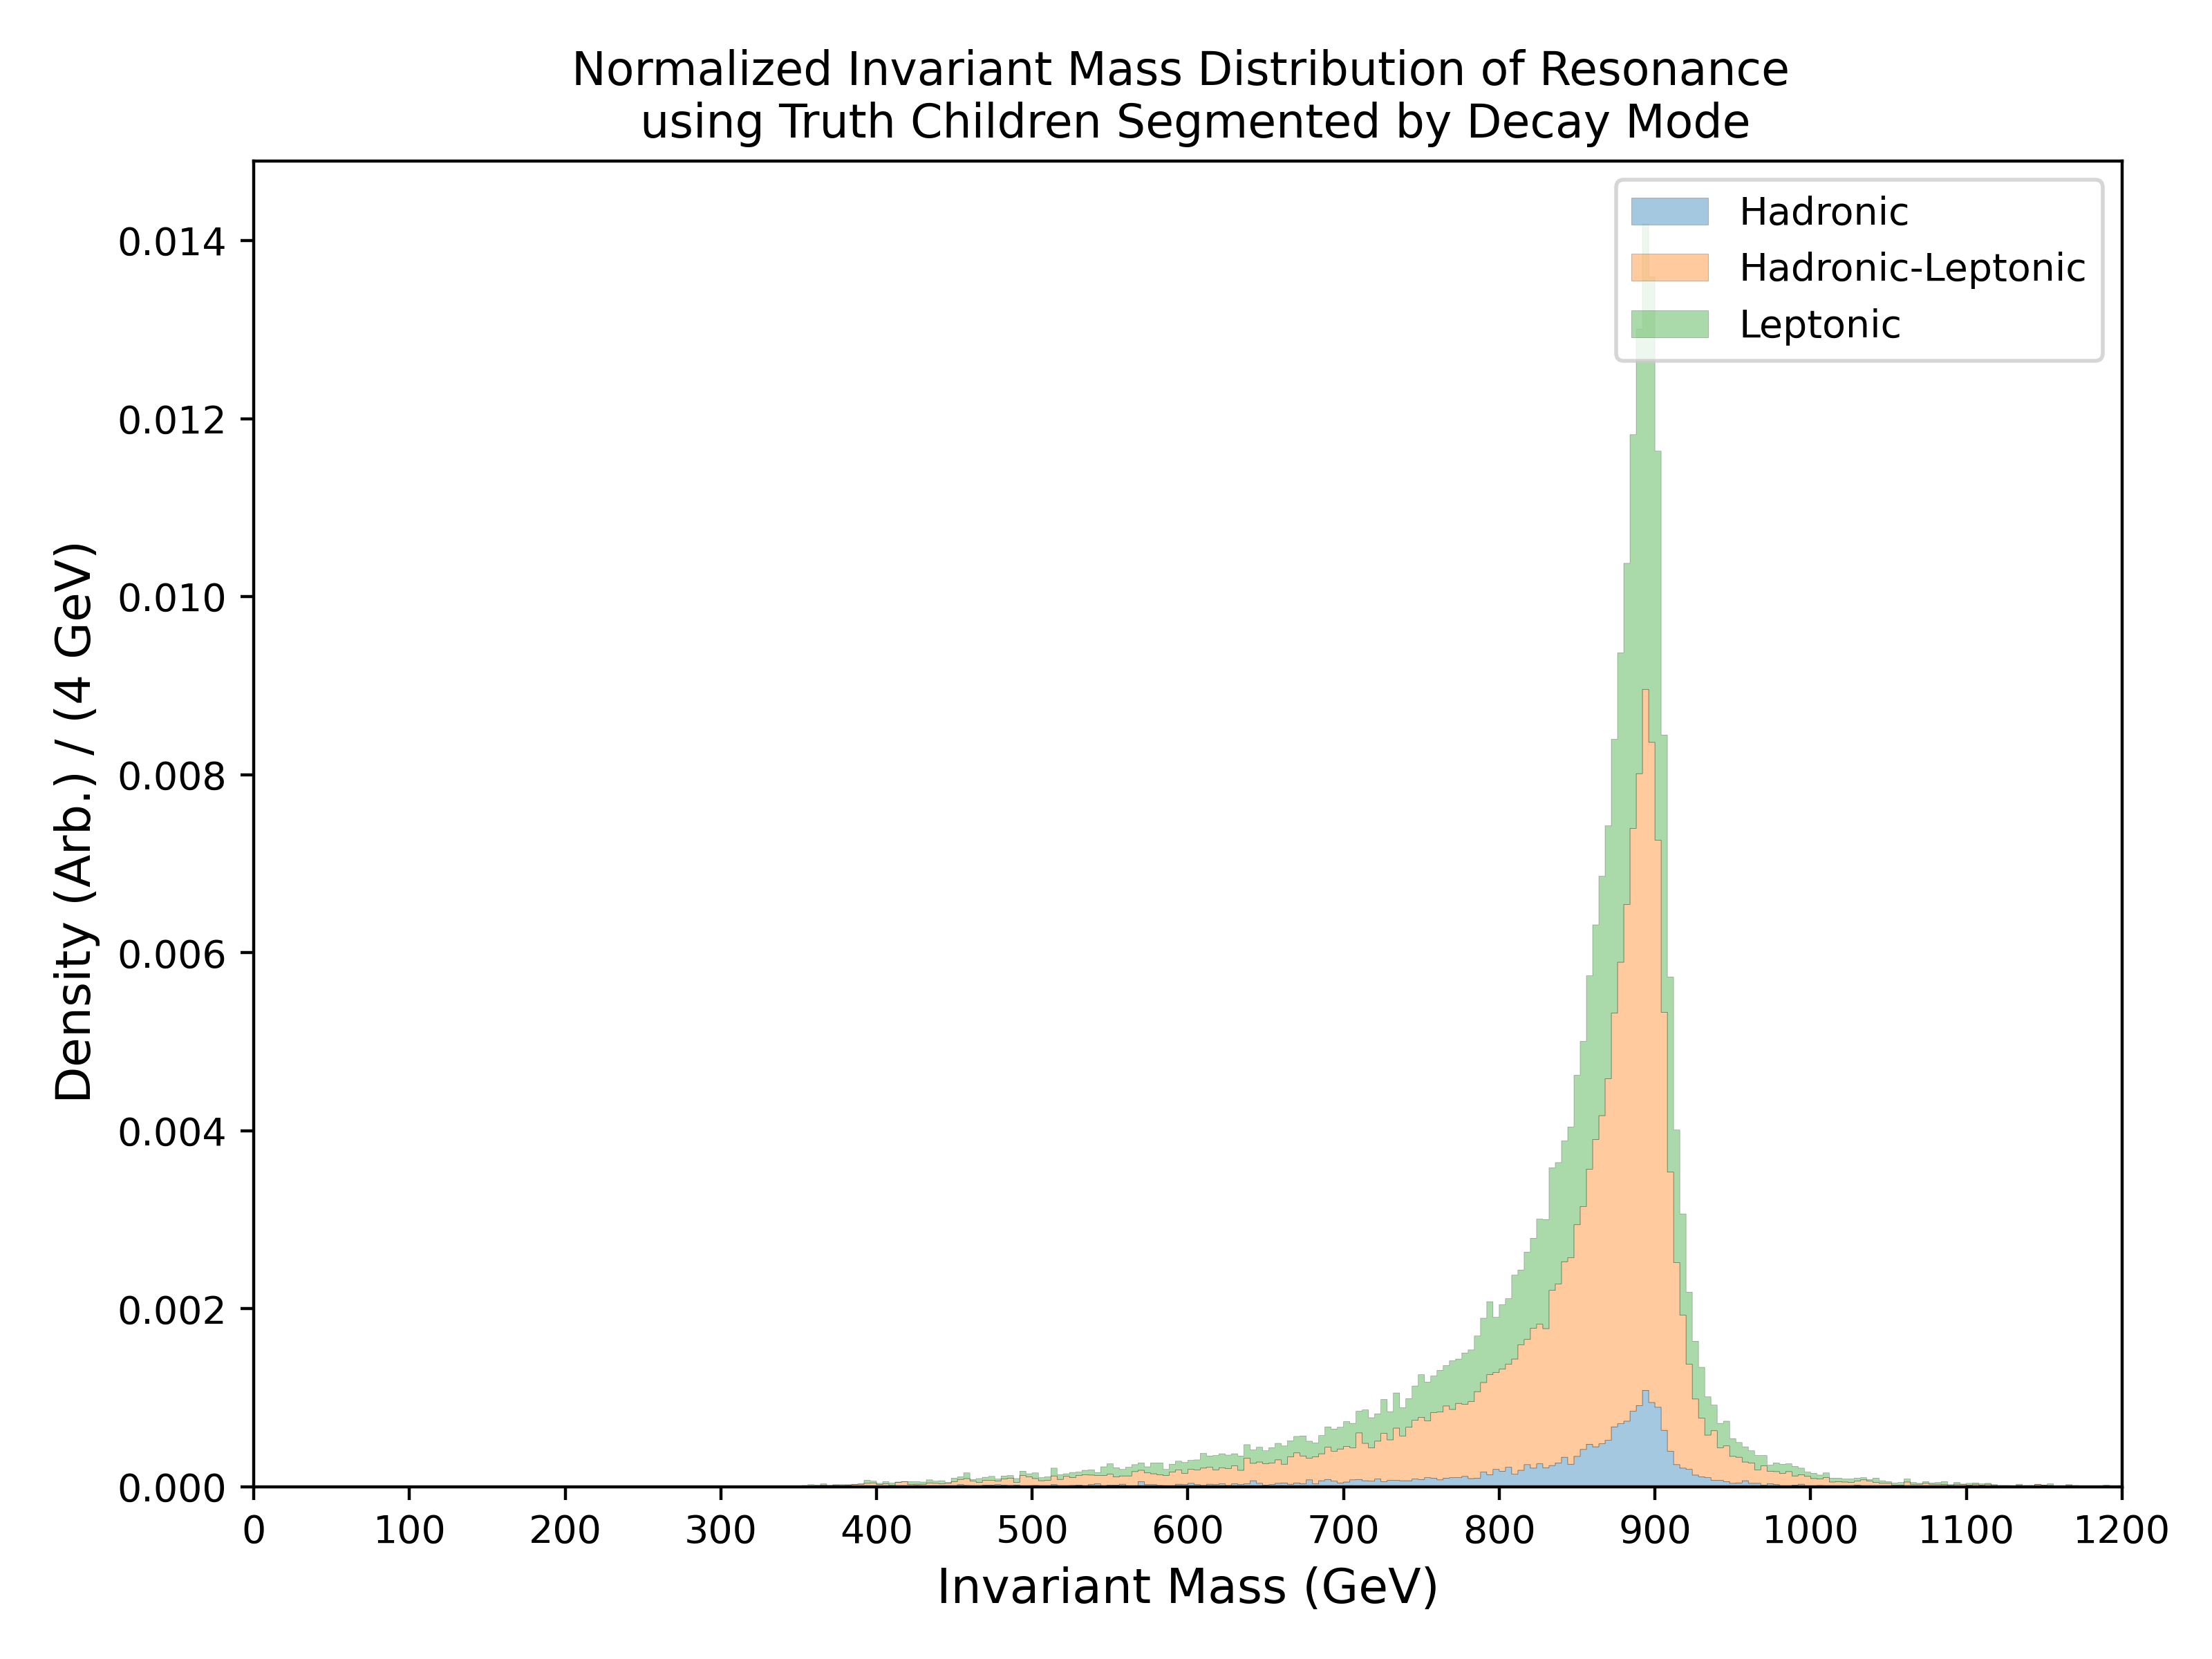 Normalized Invariant Mass Distribution of Resonance
using Truth Children Segmented by Decay Mode
Hadronic
Hadronic-Leptonic
Leptonic
Density (Arb.) / (4 GeV)
0.014
0.012
0.010
0.008
0.006
0.004
0.002
0.000
0 100 200 300 400 500 600 700 800 900 1000 1100 1200
Invariant Mass (GeV)